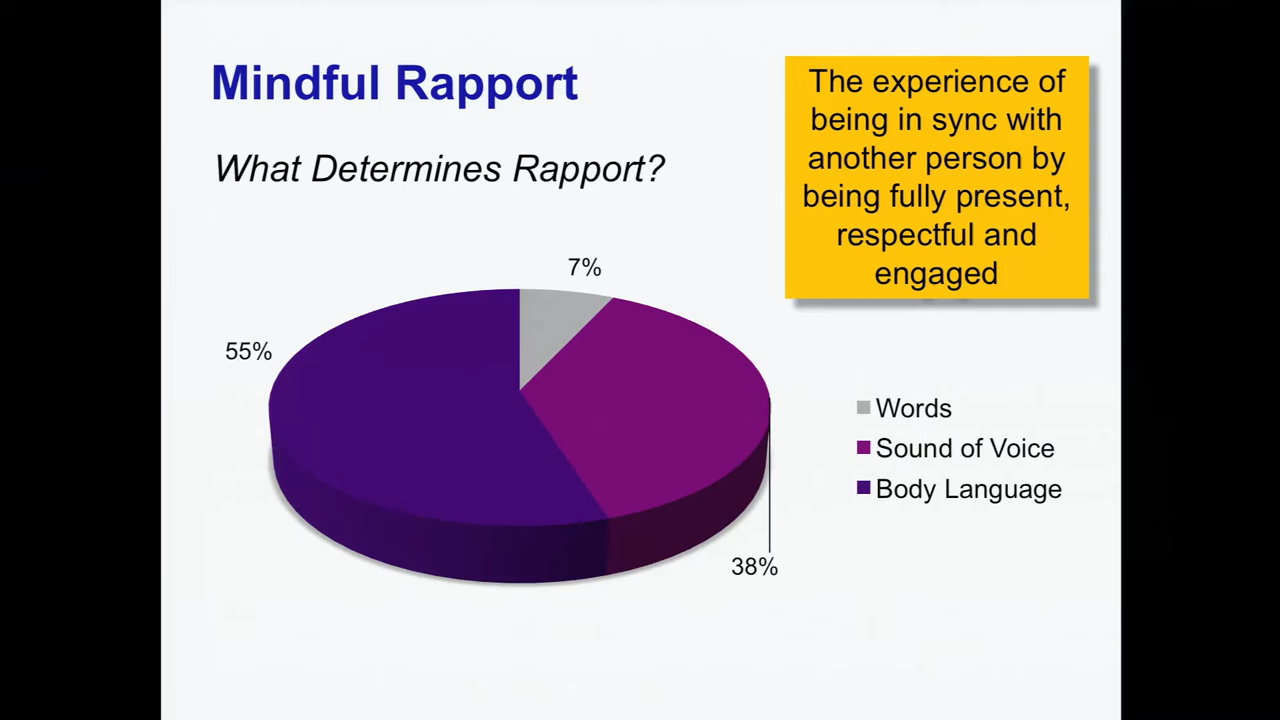 Mindful Rapport
What Determines Rapport?
The experience of
being in sync with
another person by
being fully present,
respectful and
engaged
7%
55%
38%
Words
Sound of Voice
Body Language